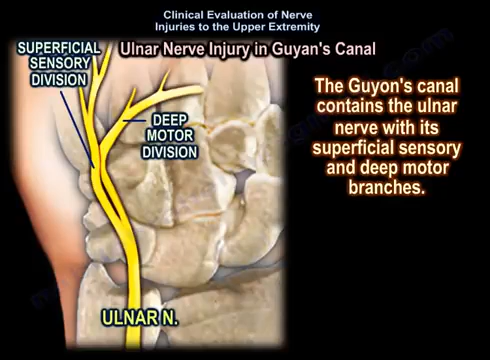 Clinical Evaluation of Nerve
Injuries to the Upper Extremity
Ulnar Nerve Injury in Guyan's Canal
SUPERFICIAL
SENSORY
DIVISION
DEEP
MOTOR
DIVISION
ULNAR N.
The Guyon's canal
contains the ulnar
nerve with its
superficial sensory
and deep motor
branches.